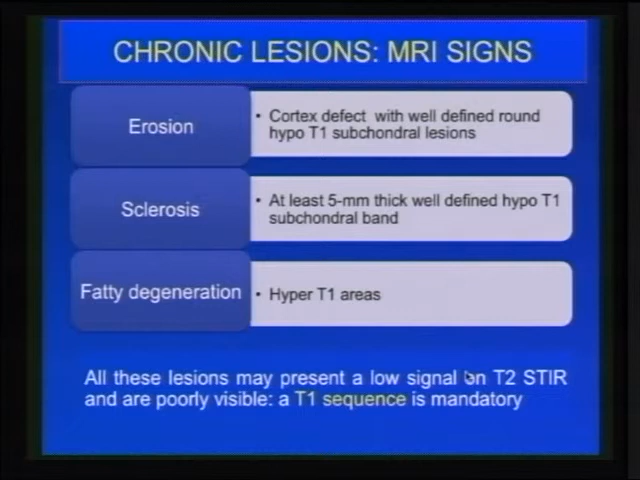 CHRONIC LESIONS: MRI SIGNS
Erosion
• Cortex defect with well defined round
hypo T1 subchondral lesions
Sclerosis
• At least 5-mm thick well defined hypo T1
subchondral band
Fatty degeneration
• Hyper T1 areas
All these lesions may present a low signal on T2 STIR
and are poorly visible: a T1 sequence is mandatory